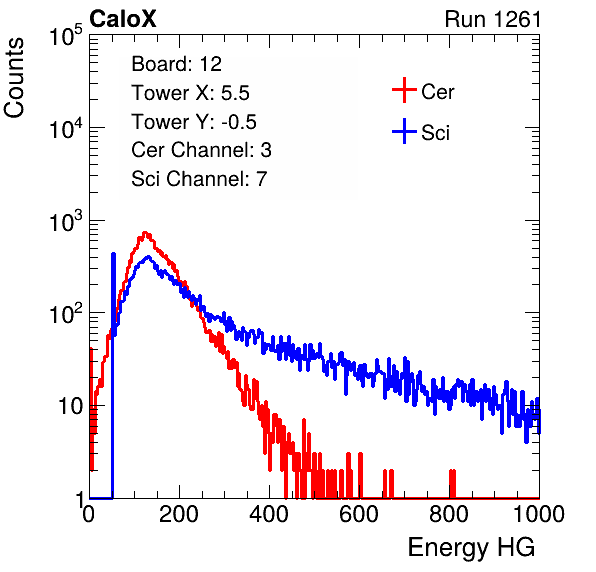 CaloX Run 1261
Counts
Board: 12
Tower X: 5.5
Tower Y: -0.5
Cer Channel: 3
Sci Channel: 7
Cer
Sci
10^5
10^4
10^3
10^2
10
1
0 200 400 600 800 1000
Energy HG